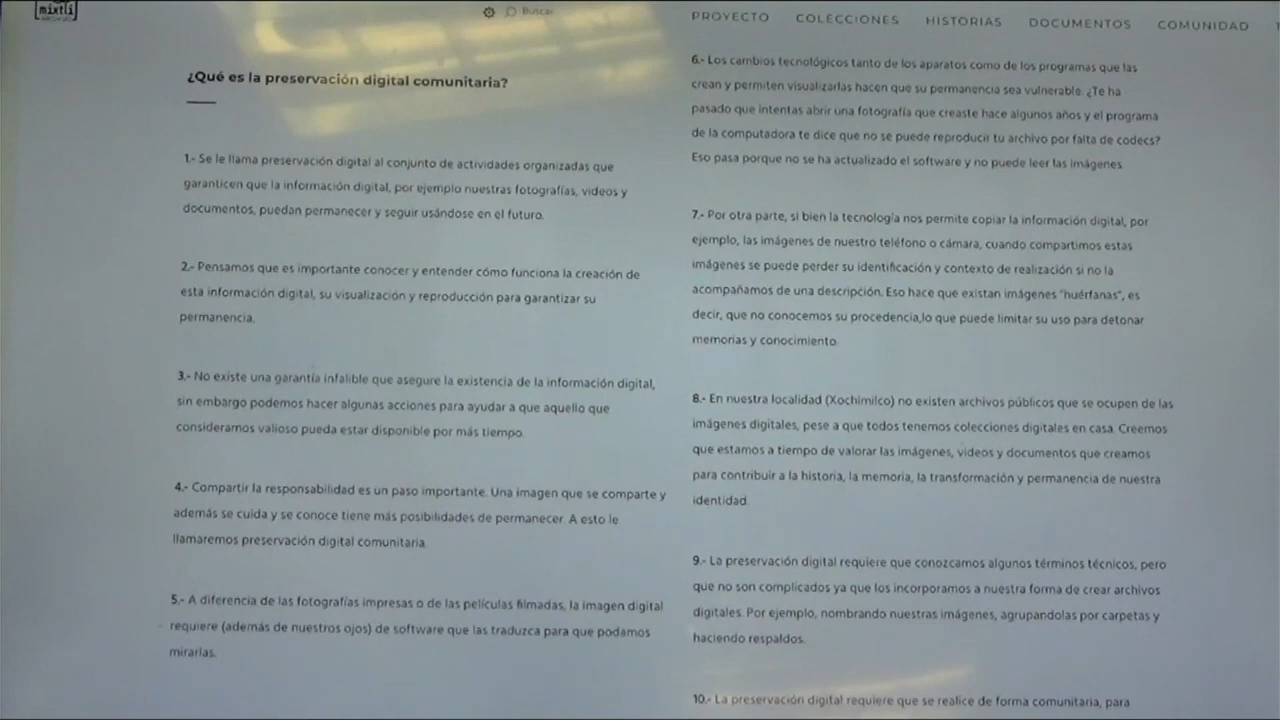 mixtli
Buscar
PROYECTO COLECCIONES HISTORIAS DOCUMENTOS COMUNIDAD
¿Qué es la preservación digital comunitaria?
1.- Se le llama preservación digital al conjunto de actividades organizadas que
garanticen que la información digital, por ejemplo nuestras fotografías, videos y
documentos, puedan permanecer y seguir usándose en el futuro.
2.- Pensamos que es importante conocer y entender cómo funciona la creación de
esta información digital, su visualización y reproducción para garantizar su
permanencia.
3.- No existe una garantía infalible que asegure la existencia de la información digital,
sin embargo podemos hacer algunas acciones para ayudar a que aquello que
consideramos valioso pueda estar disponible por más tiempo.
4.- Compartir la responsabilidad es un paso importante. Una imagen que se comparte y
además se cuida y se conoce tiene más posibilidades de permanecer. A esto le
llamaremos preservación digital comunitaria.
5.- A diferencia de las fotografías impresas o de las películas filmadas, la imagen digital
requiere (además de nuestros ojos) de software que las traduzca para que podamos
mirarlas.
6.- Los cambios tecnológicos tanto de los aparatos como de los programas que las
crean y permiten visualizarlas hacen que su permanencia sea vulnerable. ¿Te ha
pasado que intentas abrir una fotografía que creaste hace algunos años y el programa
de la computadora te dice que no se puede reproducir tu archivo por falta de codecs?
Eso pasa porque no se ha actualizado el software y no puede leer las imágenes.
7.- Por otra parte, si bien la tecnología nos permite copiar la información digital, por
ejemplo, las imágenes de nuestro teléfono o cámara, cuando compartimos estas
imágenes se puede perder su identificación y contexto de realización si no la
acompañamos de una descripción. Eso hace que existan imágenes "huérfanas", es
decir, que no conocemos su procedencia,lo que puede limitar su uso para detonar
memorias y conocimiento.
8.- En nuestra localidad (Xochimilco) no existen archivos públicos que se ocupen de las
imágenes digitales, pese a que todos tenemos colecciones digitales en casa. Creemos
que estamos a tiempo de valorar las imágenes, videos y documentos que creamos
para contribuir a la historia, la memoria, la transformación y permanencia de nuestra
identidad.
9.- La preservación digital requiere que conozcamos algunos términos técnicos, pero
que no son complicados ya que los incorporamos a nuestra forma de crear archivos
digitales. Por ejemplo, nombrando nuestras imágenes, agrupandolas por carpetas y
haciendo respaldos.
10.- La preservación digital requiere que se realice de forma comunitaria, para